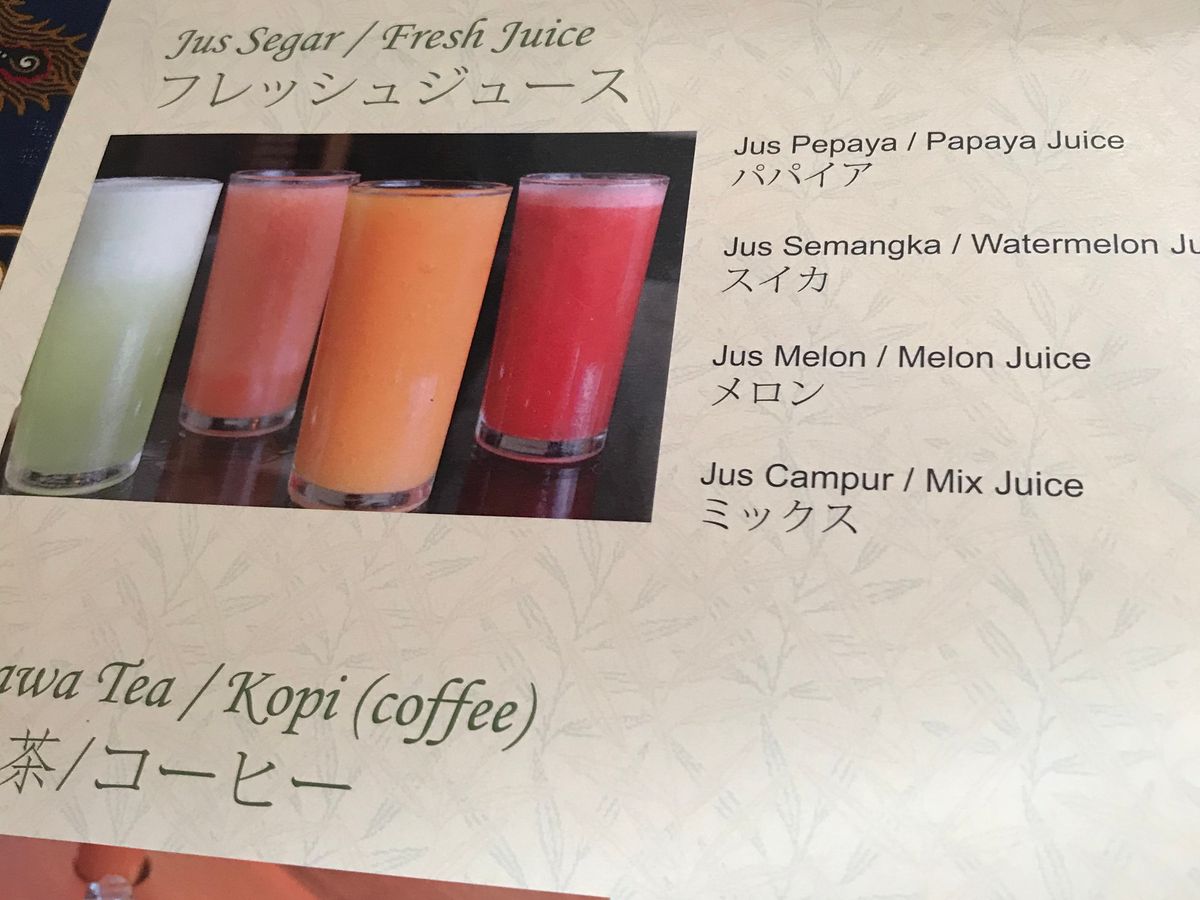 Jus Segar / Fresh Juice
フレッシュジュース
Jus Pepaya / Papaya Juice
パパイア
Jus Semangka / Watermelon
スイカ
Jus Melon / Melon Juice
メロン
Jus Campur / Mix Juice
ミックス
Tea / Kopi (coffee)
茶/コーヒー